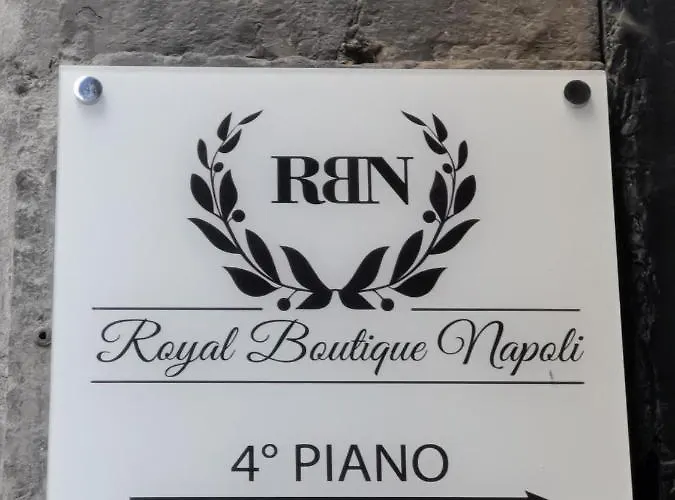 RBN
Royal Boutique Napoli
4° PIANO